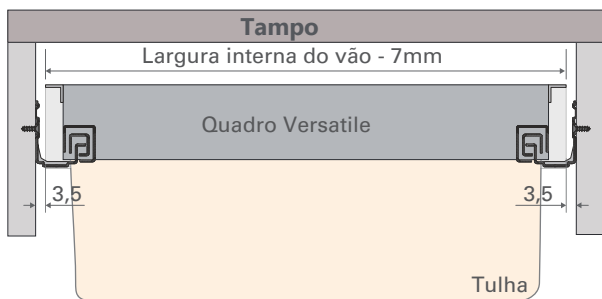 Tampo
Largura interna do vão - 7mm
Quadro Versatile
3,5
3,5
Tulha